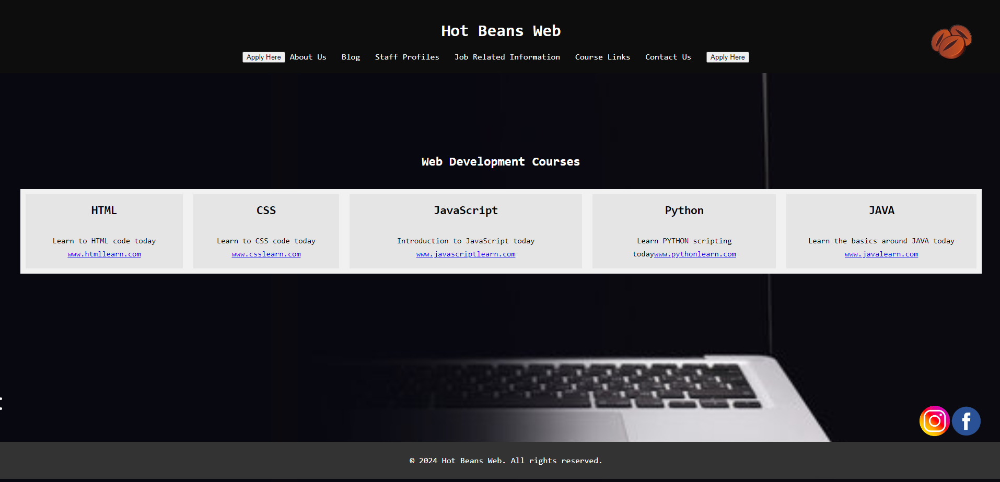 Hot Beans Web
Apply Here About Us Blog Staff Profiles Job Related Information Course Links Contact Us Apply Here
Web Development Courses
HTML
Learn to HTML code today
www.htmllearn.com
CSS
Learn to CSS code today
www.csslearn.com
JavaScript
Introduction to JavaScript today
www.javascriptlearn.com
Python
Learn PYTHON scripting
todaywww.pythonlearn.com
JAVA
Learn the basics around JAVA today
www.javalearn.com
© 2024 Hot Beans Web. All rights reserved.